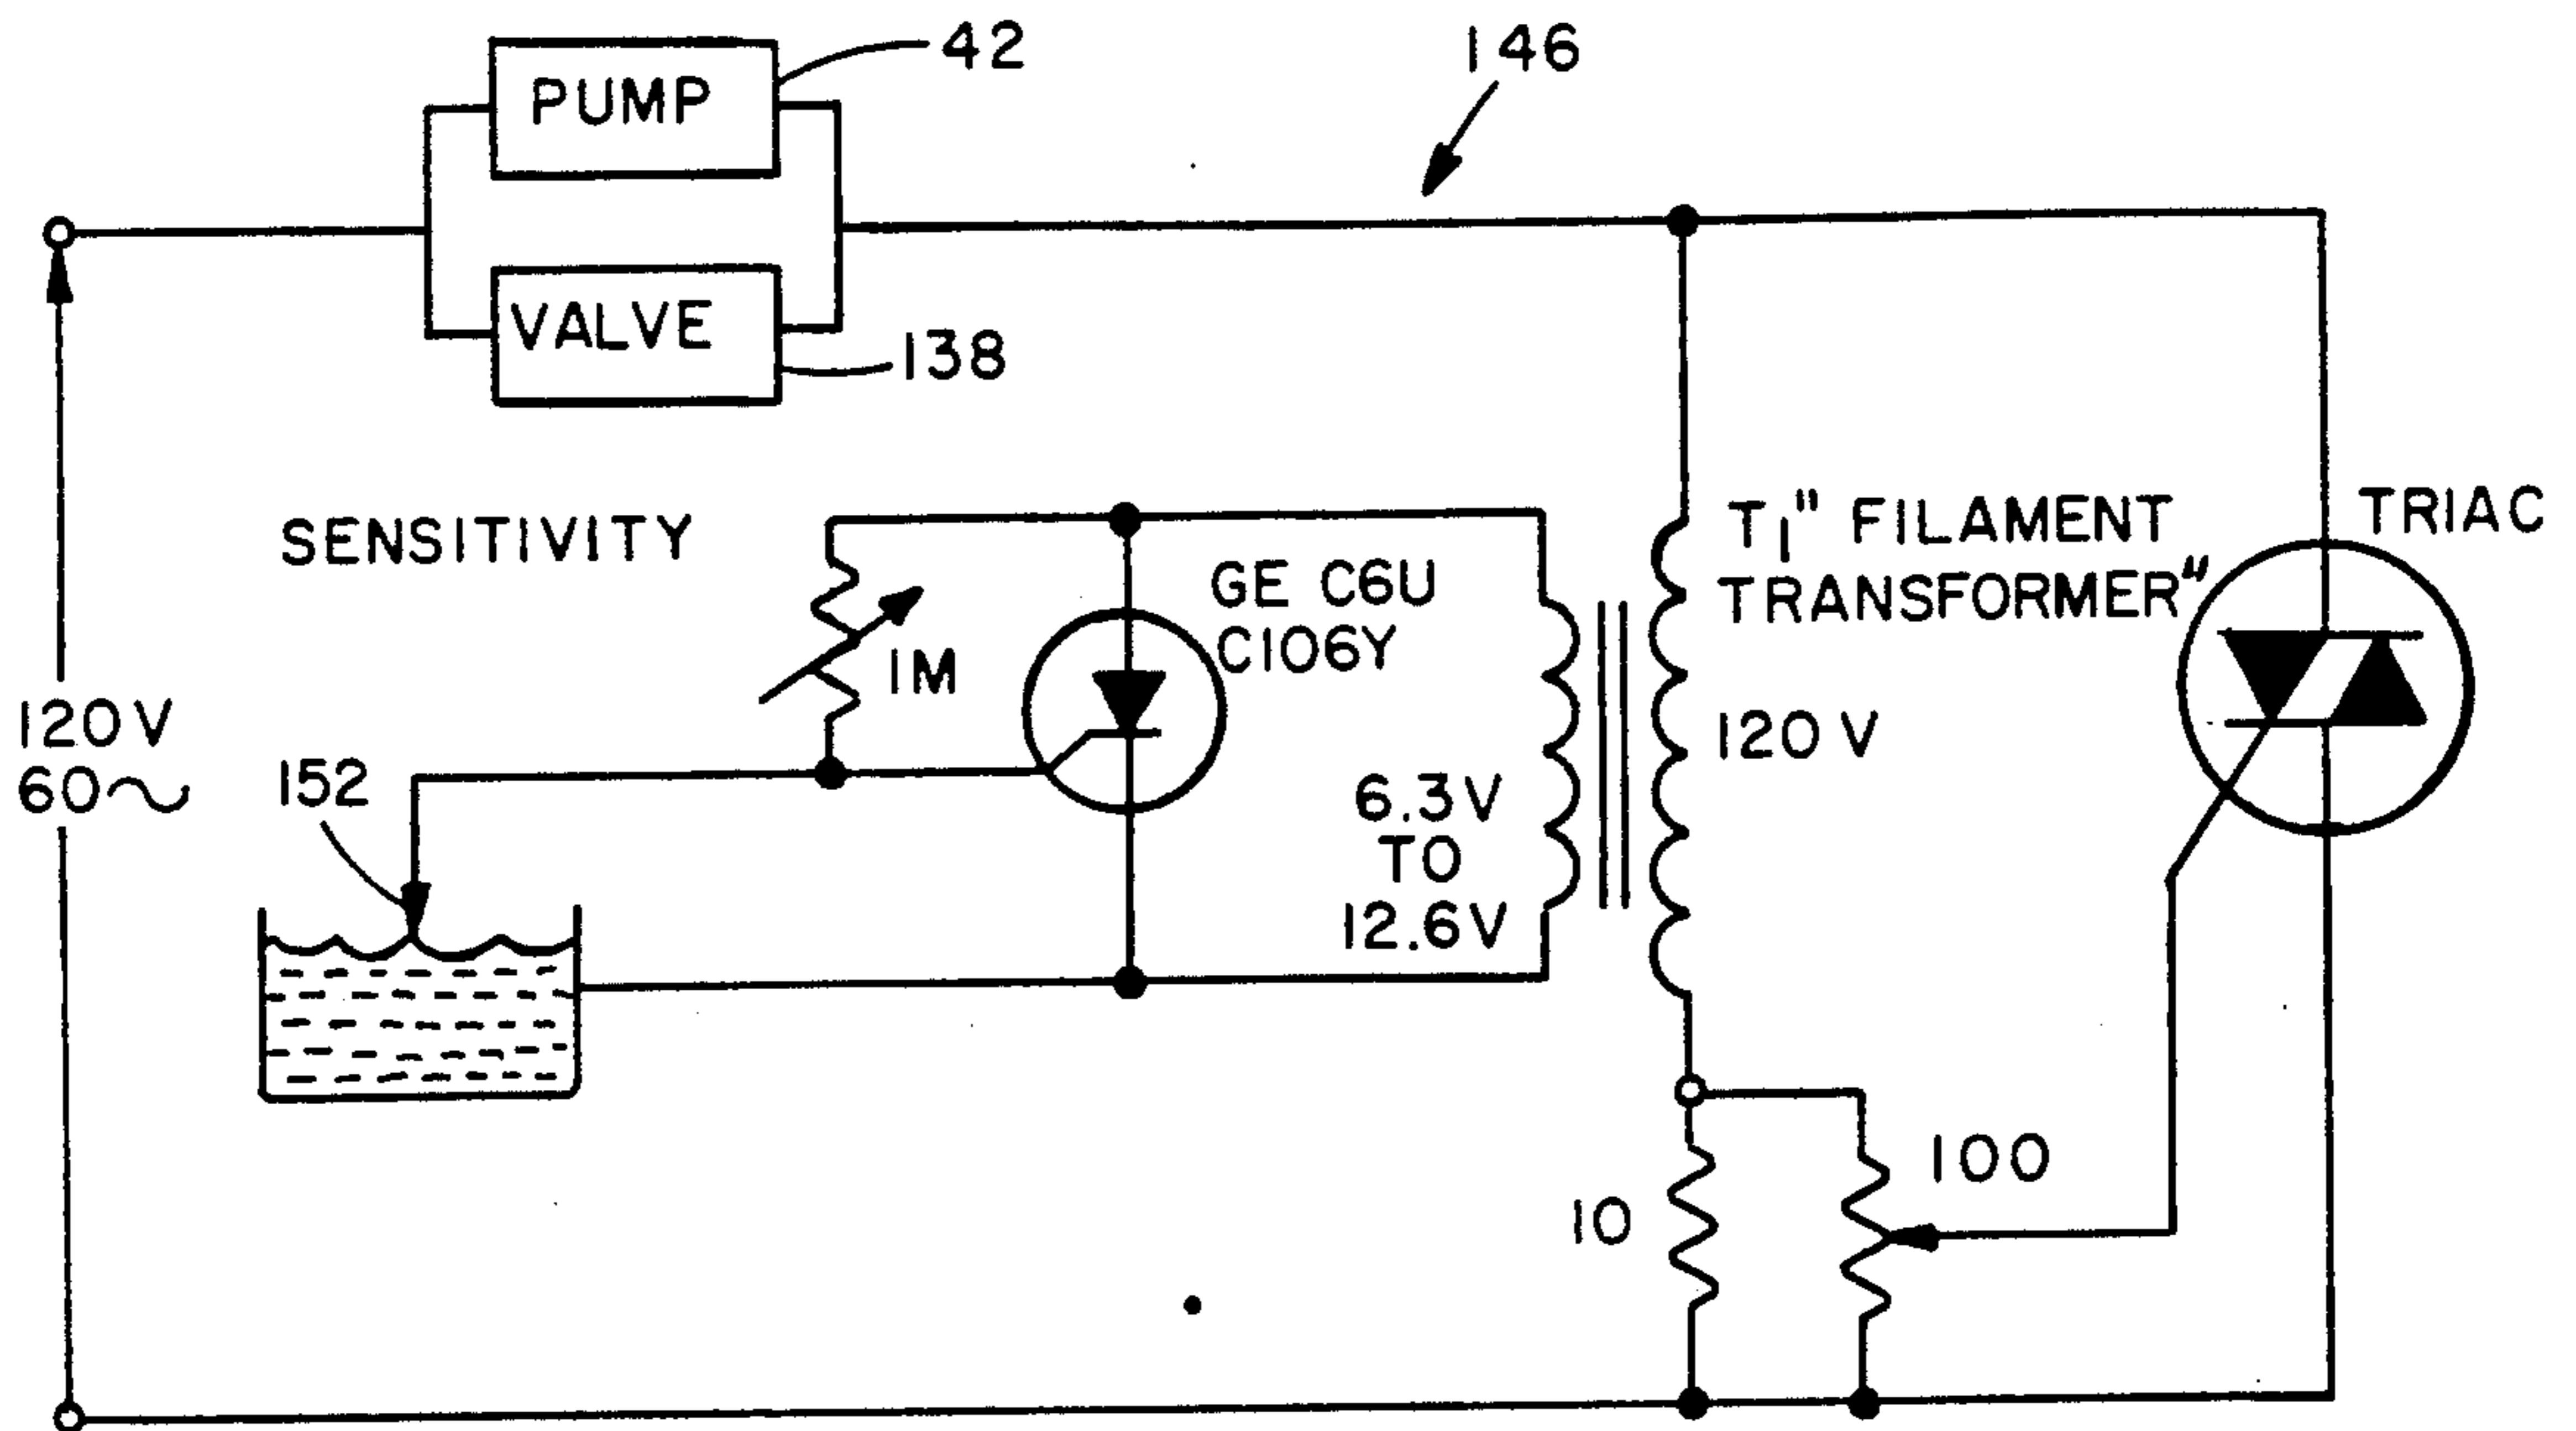 42
146
PUMP
VALVE
138
SENSITIVITY
T1" FILAMENT
TRANSFORMER"
TRIAC
GE C6U
C106Y
1M
120V
60~
152
120 V
6.3V
TO
12.6V
100
10